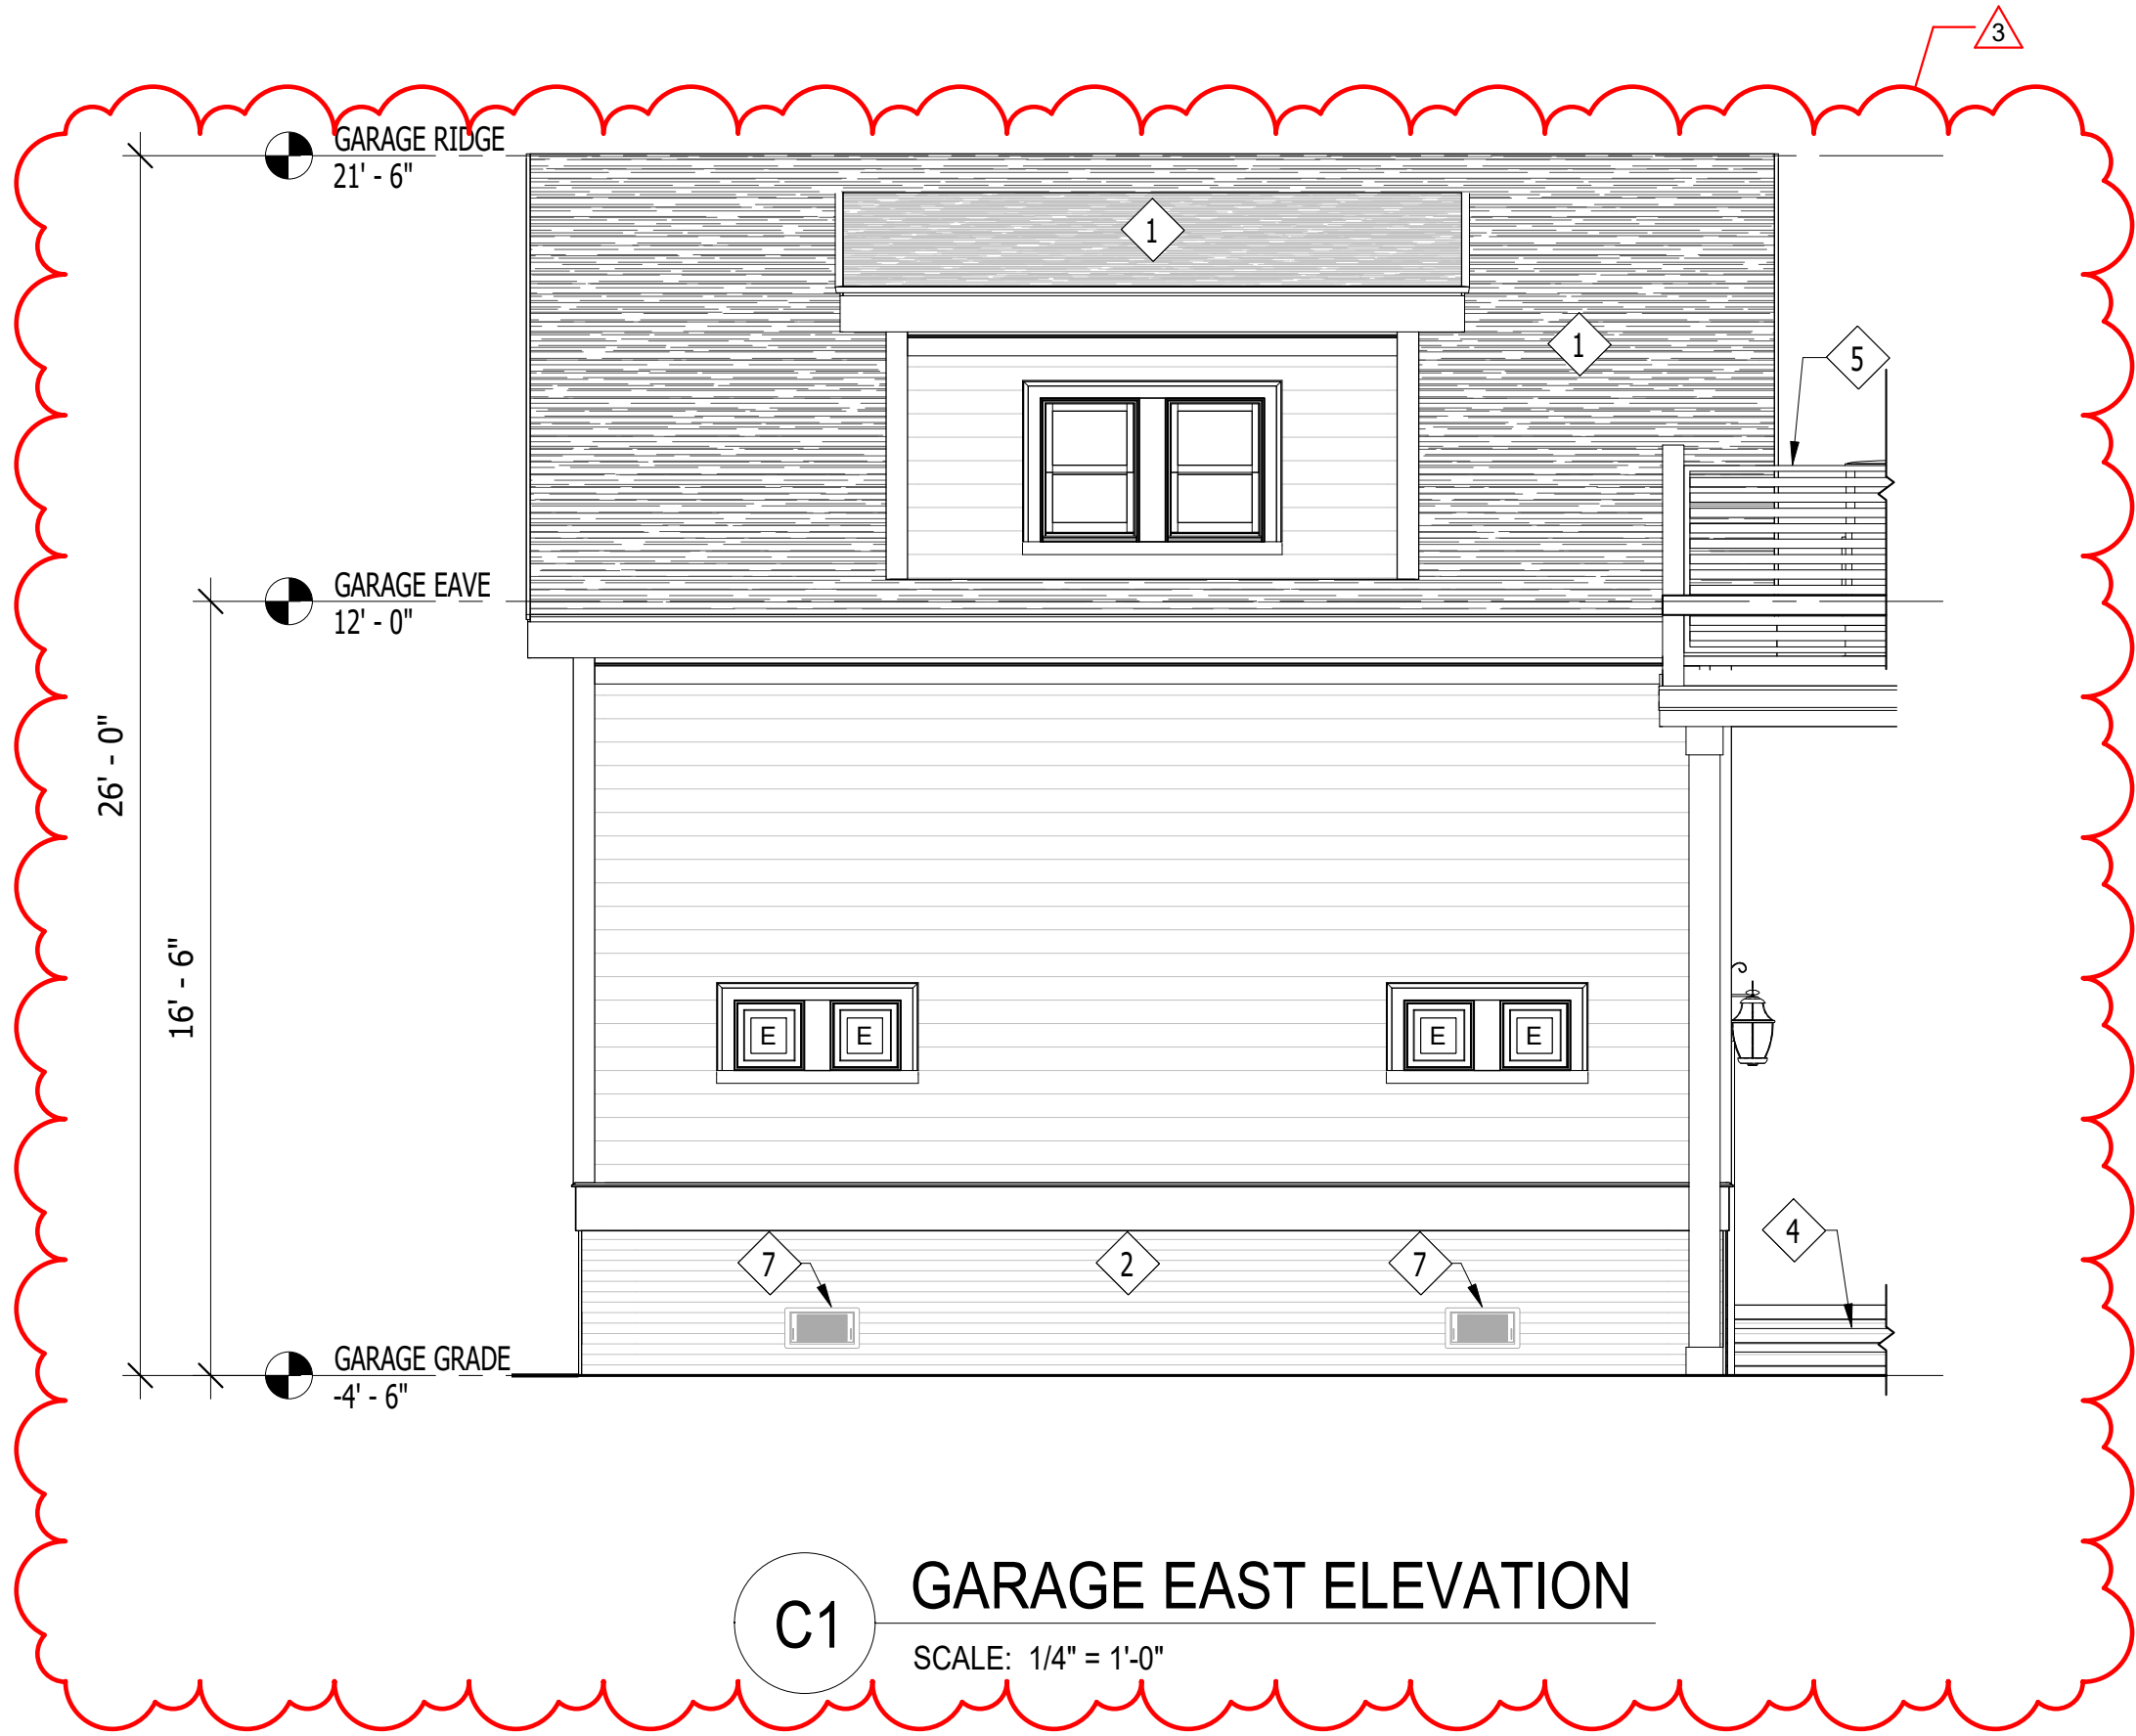 3
GARAGE RIDGE
21' - 6"
1
1
5
GARAGE EAVE
12' - 0"
26' - 0"
16' - 6"
E E
E E
7
2
7
4
GARAGE GRADE
-4' - 6"
C1
GARAGE EAST ELEVATION
SCALE: 1/4" = 1'-0"